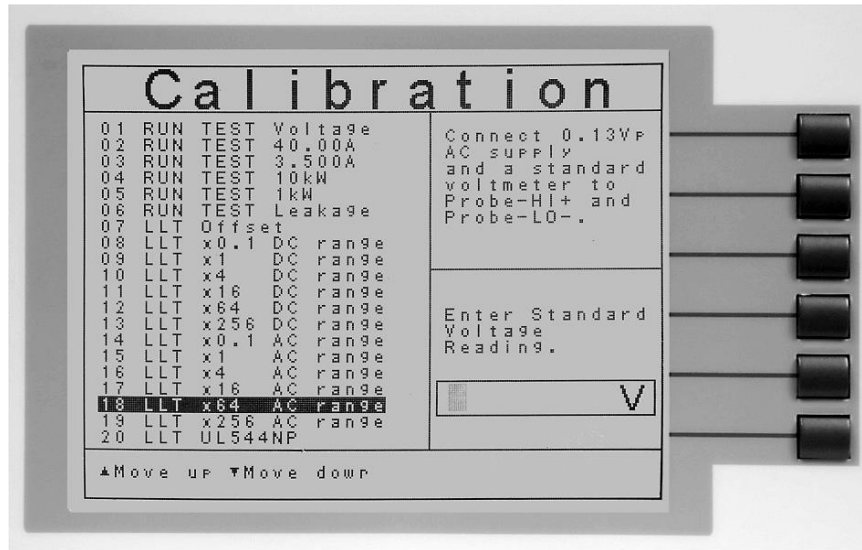 Calibration
01 RUN TEST Voltage
02 RUN TEST 40.00A
03 RUN TEST 3.500A
04 RUN TEST 10kW
05 RUN TEST 1kW
06 RUN TEST Leakage
07 LLT Offset
08 LLT x0.1 DC range
09 LLT x1 DC range
10 LLT x4 DC range
11 LLT x16 DC range
12 LLT x64 DC range
13 LLT x256 DC range
14 LLT x0.1 AC range
15 LLT x1 AC range
16 LLT x4 AC range
17 LLT x16 AC range
18 LLT x64 AC range
19 LLT x256 AC range
20 LLT UL544NP
Connect 0.13Vp
AC supply
and a standard
voltmeter to
Probe-HI+ and
Probe-LO-.
Enter Standard
Voltage
Reading.
V
▲Move up ▼Move down